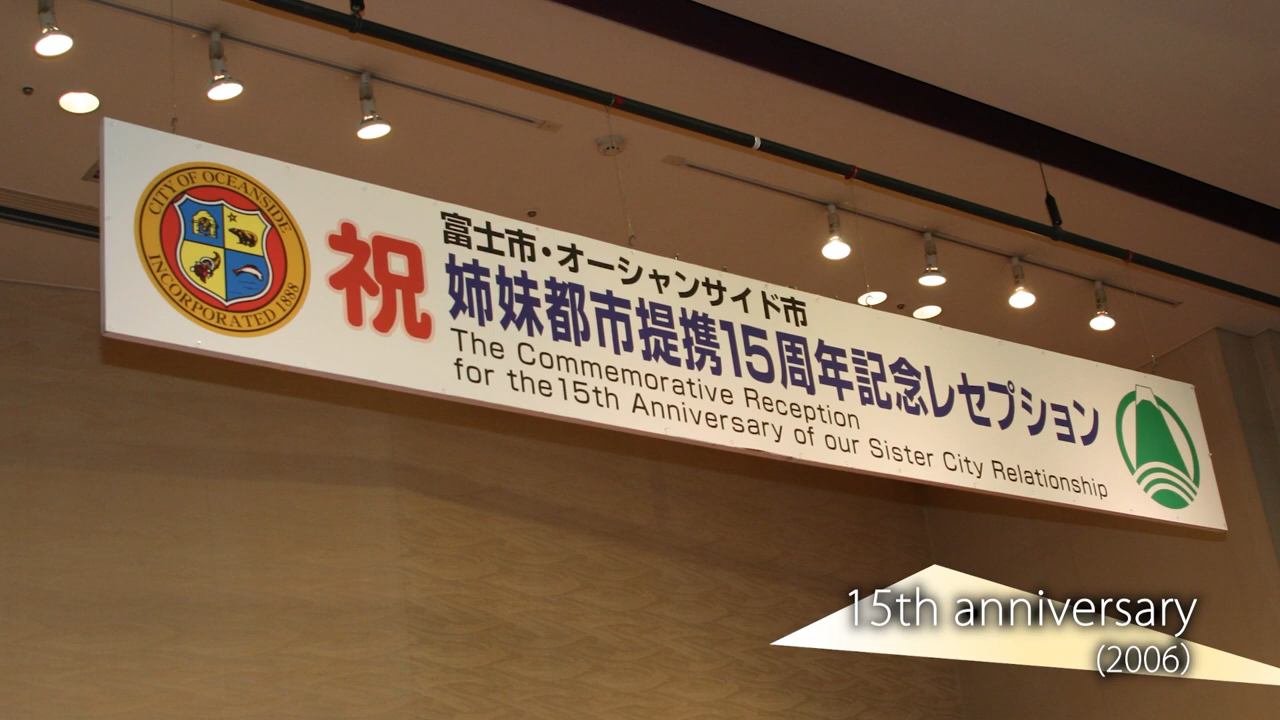 CITY OF OCEANSIDE
INCORPORATED 1888
祝
富士市・オーシャンサイド市
姉妹都市提携15周年記念レセプション
The Commemorative Reception
for the15th Anniversary of our Sister City Relationship
15th anniversary
(2006)